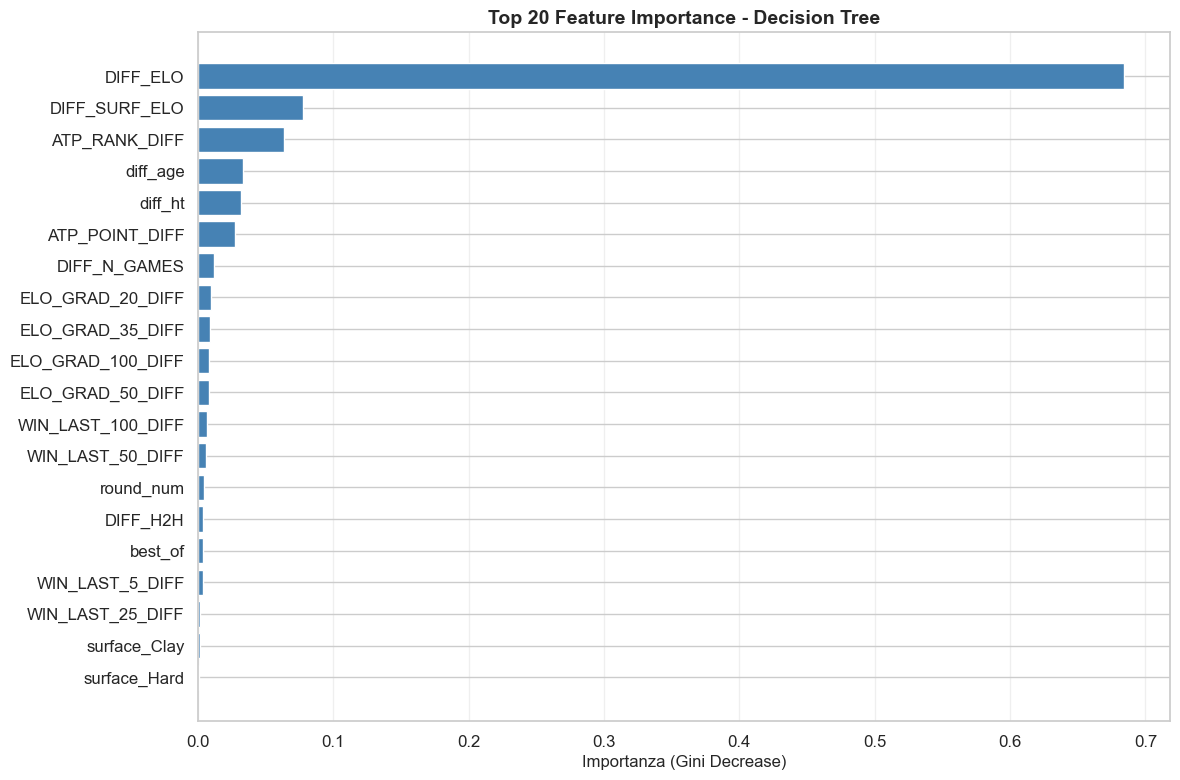 Top 20 Feature Importance - Decision Tree
DIFF_ELO
DIFF_SURF_ELO
ATP_RANK_DIFF
diff_age
diff_ht
ATP_POINT_DIFF
DIFF_N_GAMES
ELO_GRAD_20_DIFF
ELO_GRAD_35_DIFF
ELO_GRAD_100_DIFF
ELO_GRAD_50_DIFF
WIN_LAST_100_DIFF
WIN_LAST_50_DIFF
round_num
DIFF_H2H
best_of
WIN_LAST_5_DIFF
WIN_LAST_25_DIFF
surface_Clay
surface_Hard
0.0 0.1 0.2 0.3 0.4 0.5 0.6 0.7
Importanza (Gini Decrease)